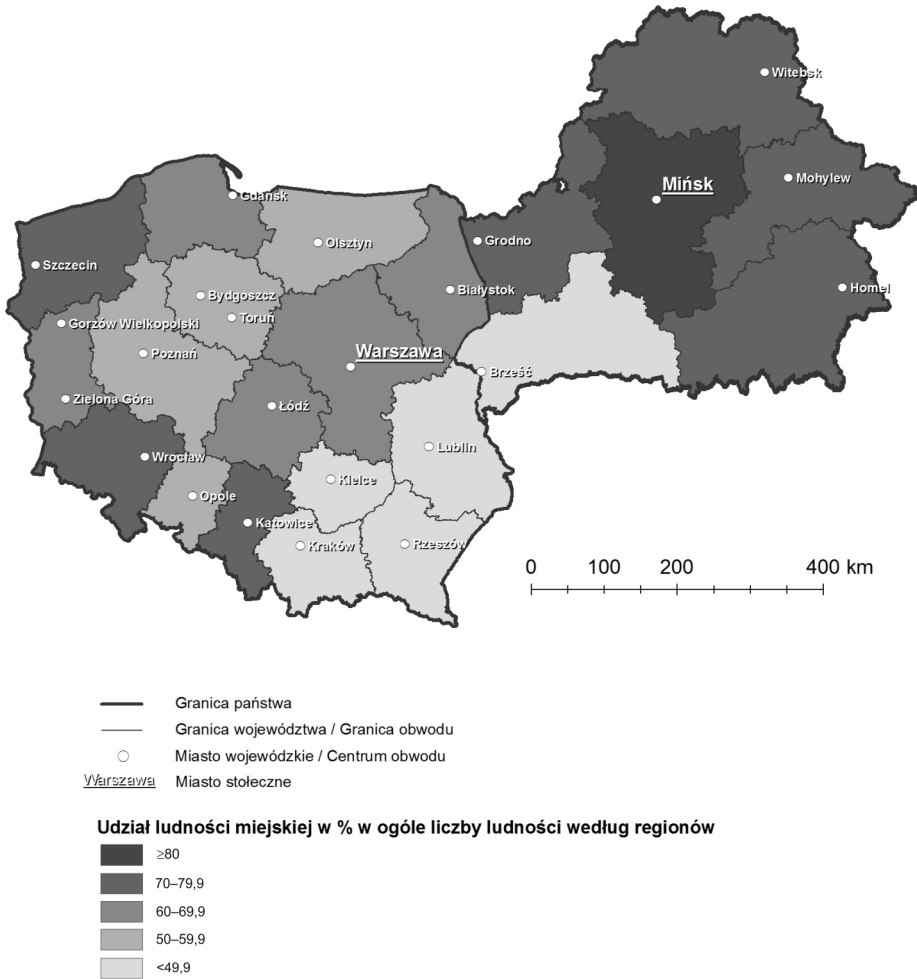 Witebsk
Mińsk
Mohylew
Gdańsk
Grodno
Olsztyn
Szczecin
Homel
Białystok
Bydgoszcz
Gorzów Wielkopolski
Toruń
Warszawa
Poznań
Brześć
Zielona Góra
Łódź
Lublin
Wrocław
Kielce
Opole
Katowice
Kraków
Rzeszów
0 100 200 400 km
Granica państwa
Granica województwa / Granica obwodu
Miasto wojewódzkie / Centrum obwodu
Warszawa Miasto stołeczne
Udział ludności miejskiej w % w ogóle liczby ludności według regionów
≥80
70–79,9
60–69,9
50–59,9
<49,9